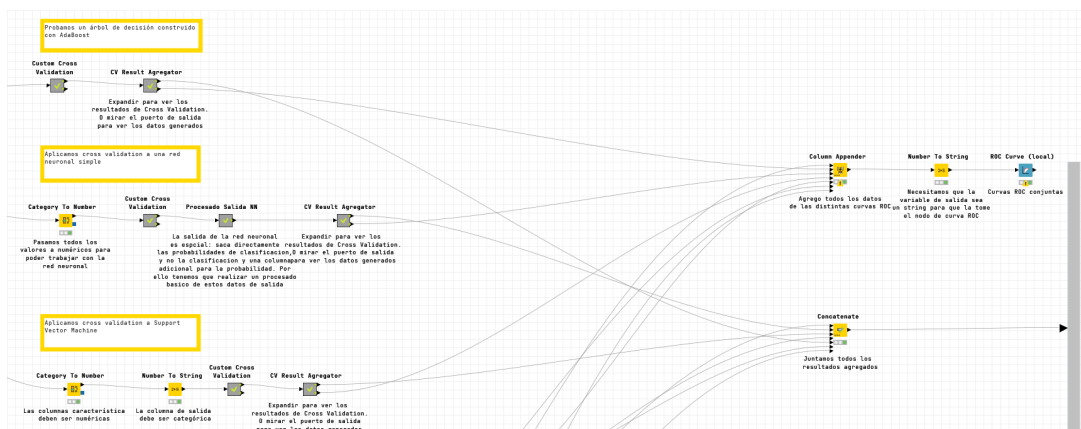 Probamos un árbol de decisión construido
con AdaBoost
Custom Cross
Validation
CV Result Agregator
Expandir para ver los
resultados de Cross Validation.
O mirar el puerto de salida
para ver los datos generados
Aplicamos cross validation a una red
neuronal simple
Category To Number
Pasamos todos los
valores a numéricos para
poder trabajar con la
red neuronal
Custom Cross
Validation
Procesado Salida NN
La salida de la red neuronal
es espcial: saca directamente
las probabilidades de clasificacion,
y no la clasificacion y una columna
adicional para la probabilidad. Por
ello tenemos que realizar un procesado
basico de estos datos de salida
CV Result Agregator
Expandir para ver los
resultados de Cross Validation.
O mirar el puerto de salida
para ver los datos generados
Column Appender
Agrego todos los datos
de las distintas curvas ROC
Number To String
Necesitamos que la
variable de salida sea
un string para que la tome
el nodo de curva ROC
ROC Curve (local)
Curvas ROC conjuntas
Concatenate
Juntamos todos los
resultados agregados
Aplicamos cross validation a Support
Vector Machine
Category To Number
Las columnas característica
deben ser numéricas
Number To String
La columna de salida
debe ser categórica
Custom Cross
Validation
CV Result Agregator
Expandir para ver los
resultados de Cross Validation.
O mirar el puerto de salida